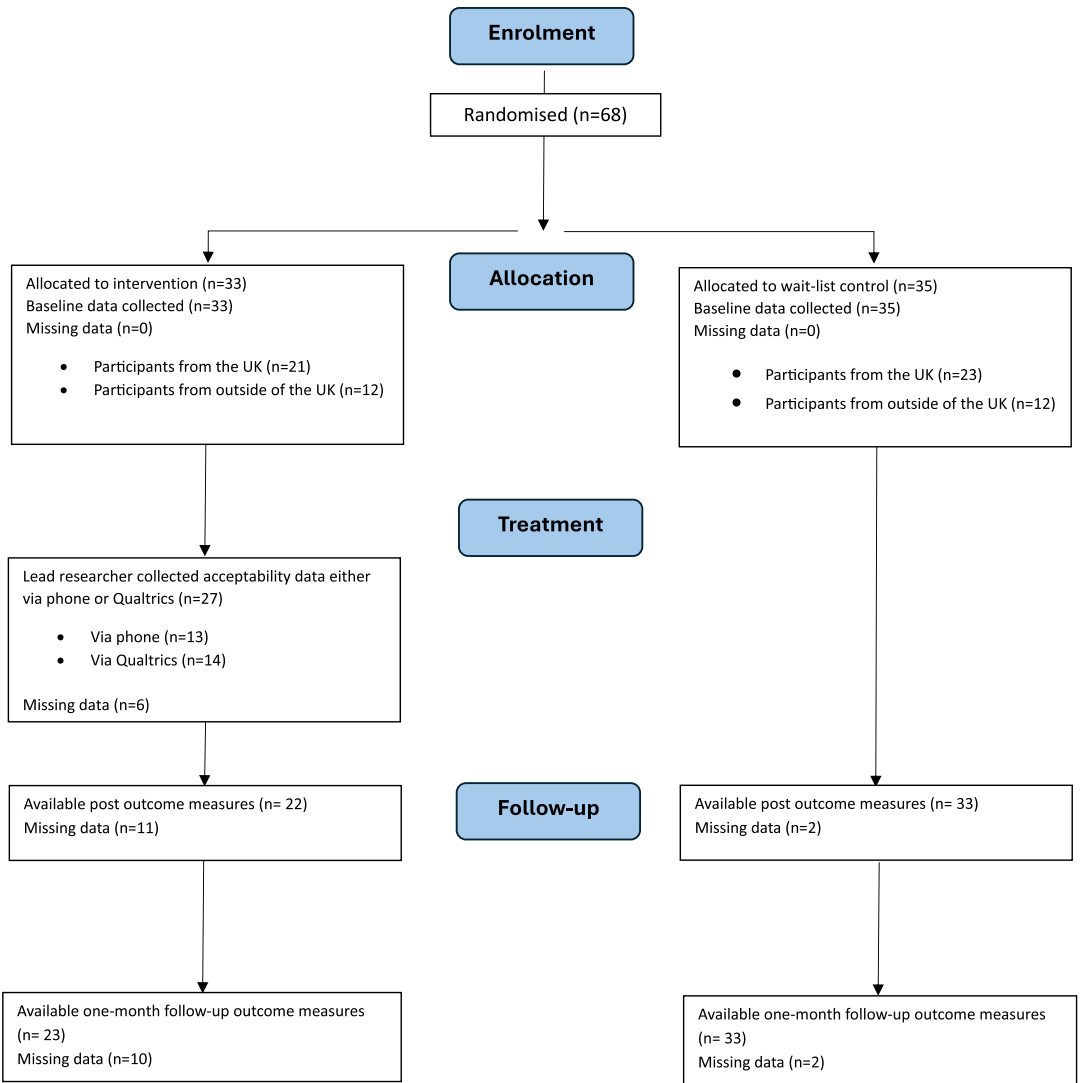 Enrolment
Randomised (n=68)
Allocation
Allocated to intervention (n=33)
Baseline data collected (n=33)
Missing data (n=0)
• Participants from the UK (n=21)
• Participants from outside of the UK (n=12)
Allocated to wait-list control (n=35)
Baseline data collected (n=35)
Missing data (n=0)
• Participants from the UK (n=23)
• Participants from outside of the UK (n=12)
Treatment
Lead researcher collected acceptability data either
via phone or Qualtrics (n=27)
• Via phone (n=13)
• Via Qualtrics (n=14)
Missing data (n=6)
Follow-up
Available post outcome measures (n= 22)
Missing data (n=11)
Available post outcome measures (n= 33)
Missing data (n=2)
Available one-month follow-up outcome measures
(n= 23)
Missing data (n=10)
Available one-month follow-up outcome measures
(n= 33)
Missing data (n=2)